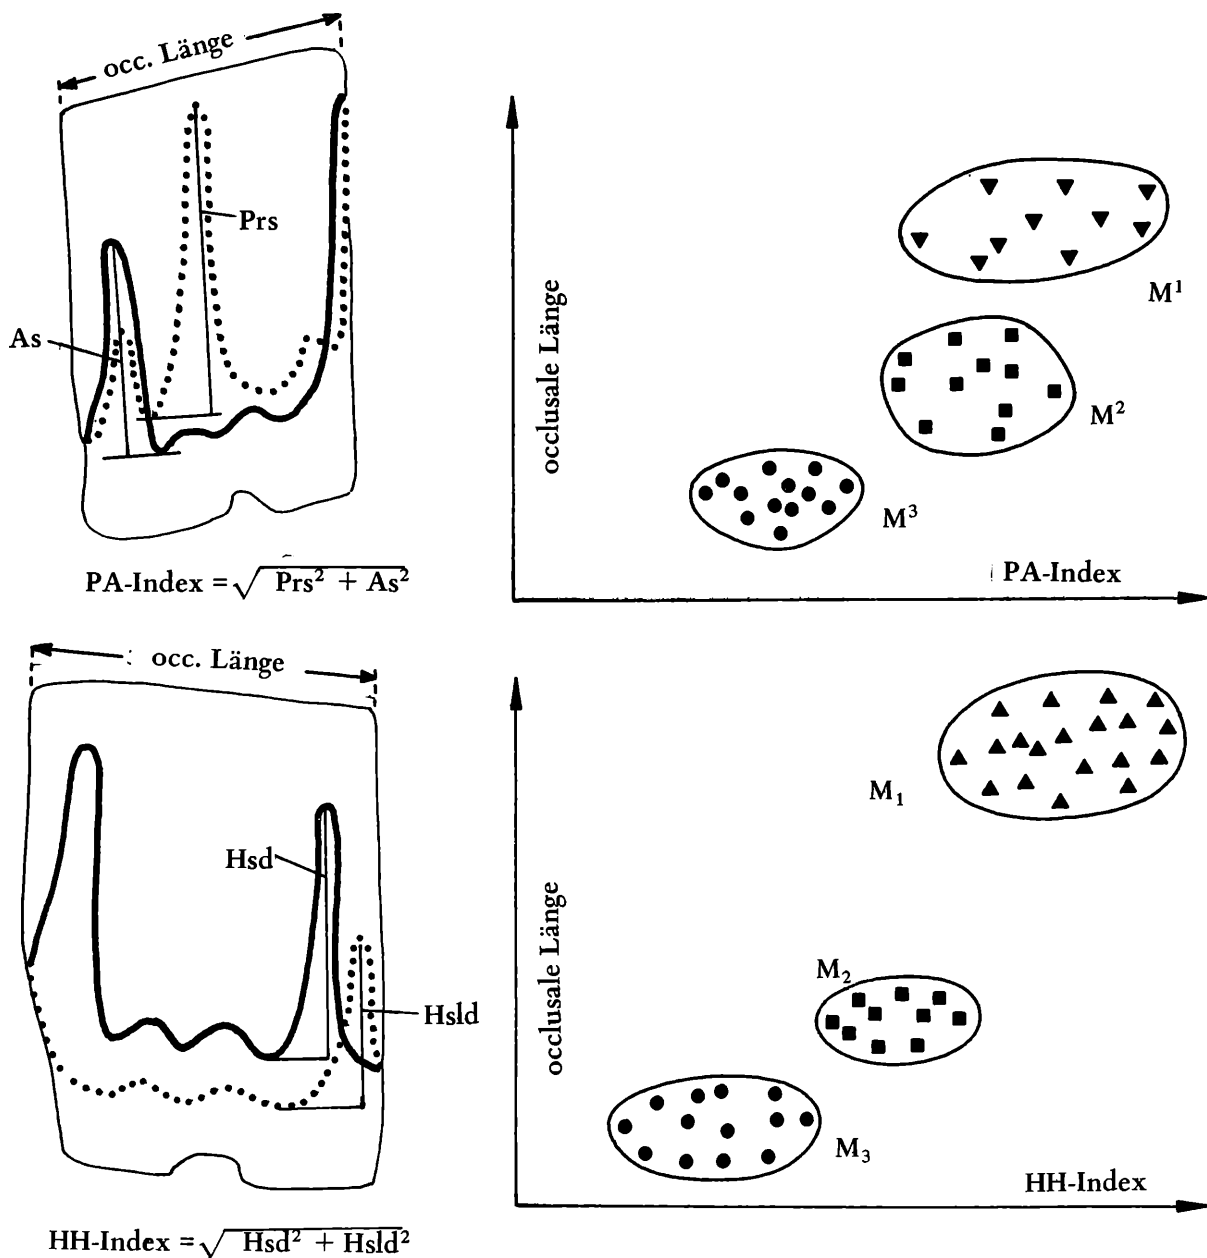 occ. Länge
Prs
As
PA-Index = √ Prs² + As²
occlusale Länge
M¹
M²
M³
PA-Index
occ. Länge
Hsd
Hsld
HH-Index = √ Hsd² + Hsld²
occlusale Länge
M₁
M₂
M₃
HH-Index